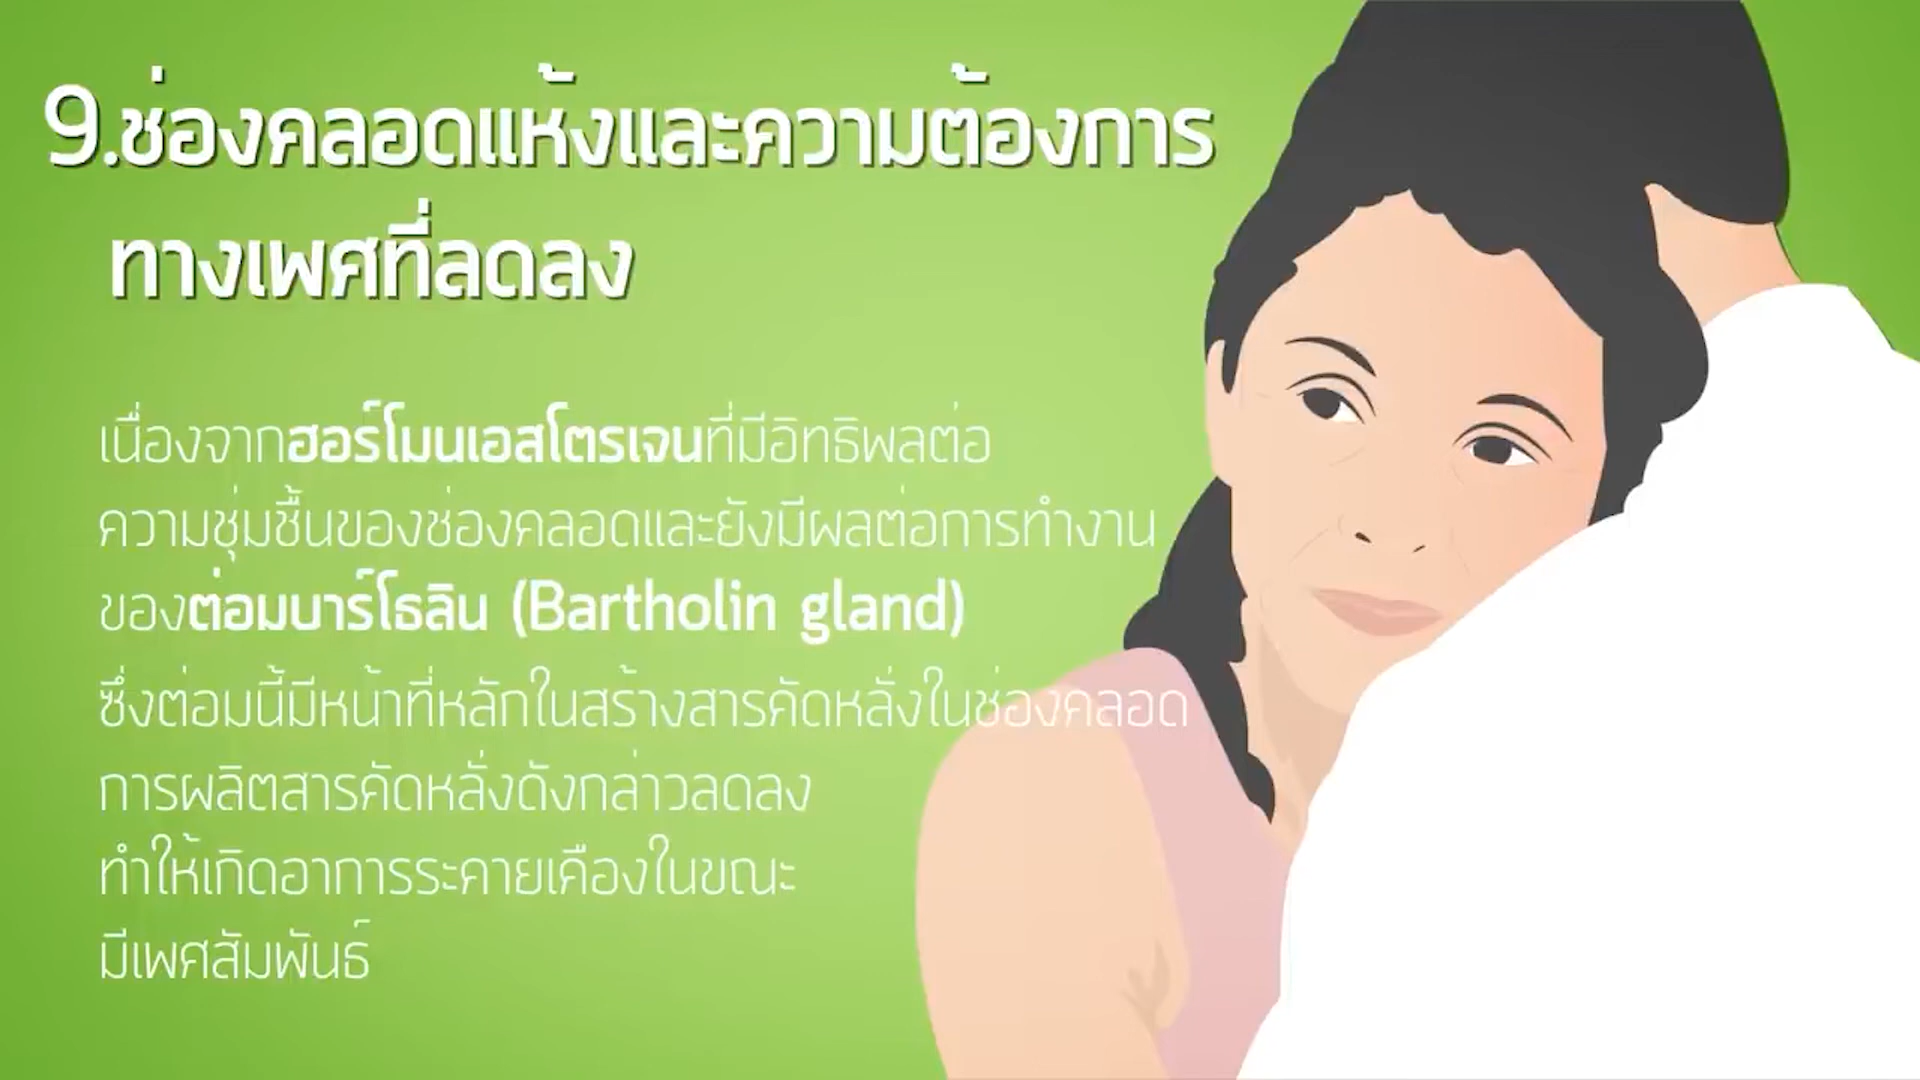 9.ช่องคลอดแห้งและความต้องการ
ทางเพศที่ลดลง
เนื่องจากฮอร์โมนเอสโตรเจนที่มีอิทธิพลต่อ
ความชุ่มชื้นของช่องคลอดและยังมีผลต่อการทำงาน
ของต่อมบาร์โธลิน (Bartholin gland)
ซึ่งต่อมนี้มีหน้าที่หลักในสร้างสารคัดหลั่งในช่องคลอด
การผลิตสารคัดหลั่งดังกล่าวลดลง
ทำให้เกิดอาการระคายเคืองในขณะ
มีเพศสัมพันธ์